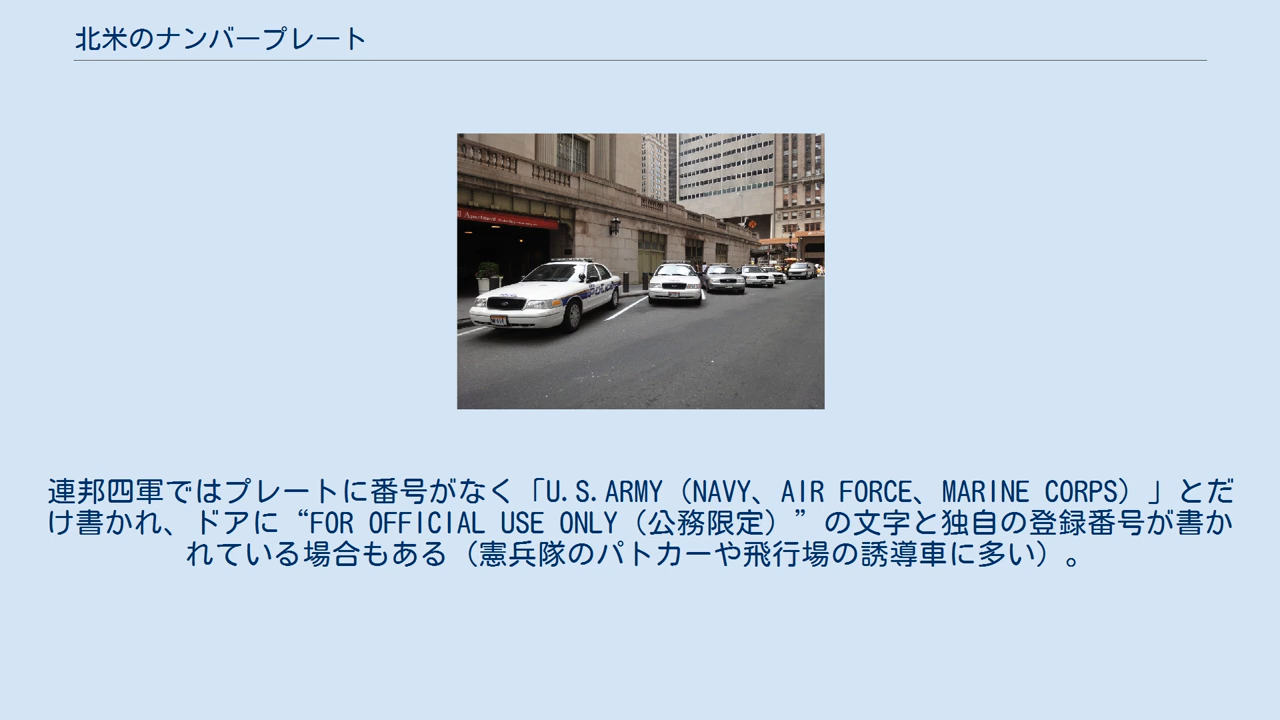 北米のナンバープレート
連邦四軍ではプレートに番号がなく「U.S.ARMY（NAVY、AIR FORCE、MARINE CORPS）」とだ
け書かれ、ドアに“FOR OFFICIAL USE ONLY（公務限定）”の文字と独自の登録番号が書か
れている場合もある（憲兵隊のパトカーや飛行場の誘導車に多い）。